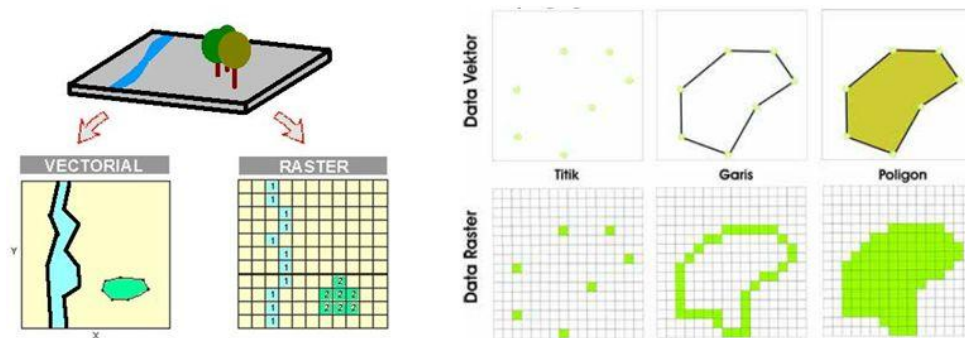 VECTORIAL
RASTER
Y
X
1
1
1
1
1
1
1
1
2
1
2 2 2
1
2 2 2
1
Data Vektor
Titik
Garis
Poligon
Data Raster